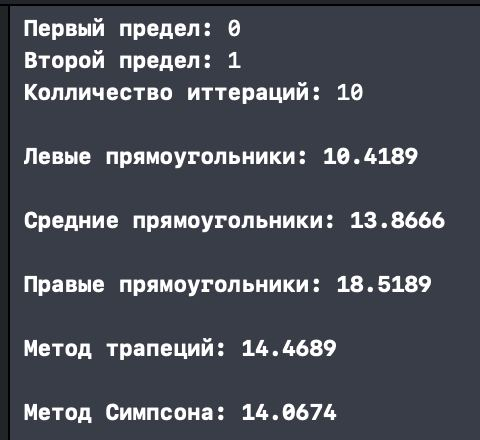 Первый предел: 0
Второй предел: 1
Колличество иттераций: 10
Левые прямоугольники: 10.4189
Средние прямоугольники: 13.8666
Правые прямоугольники: 18.5189
Метод трапеций: 14.4689
Метод Симпсона: 14.0674